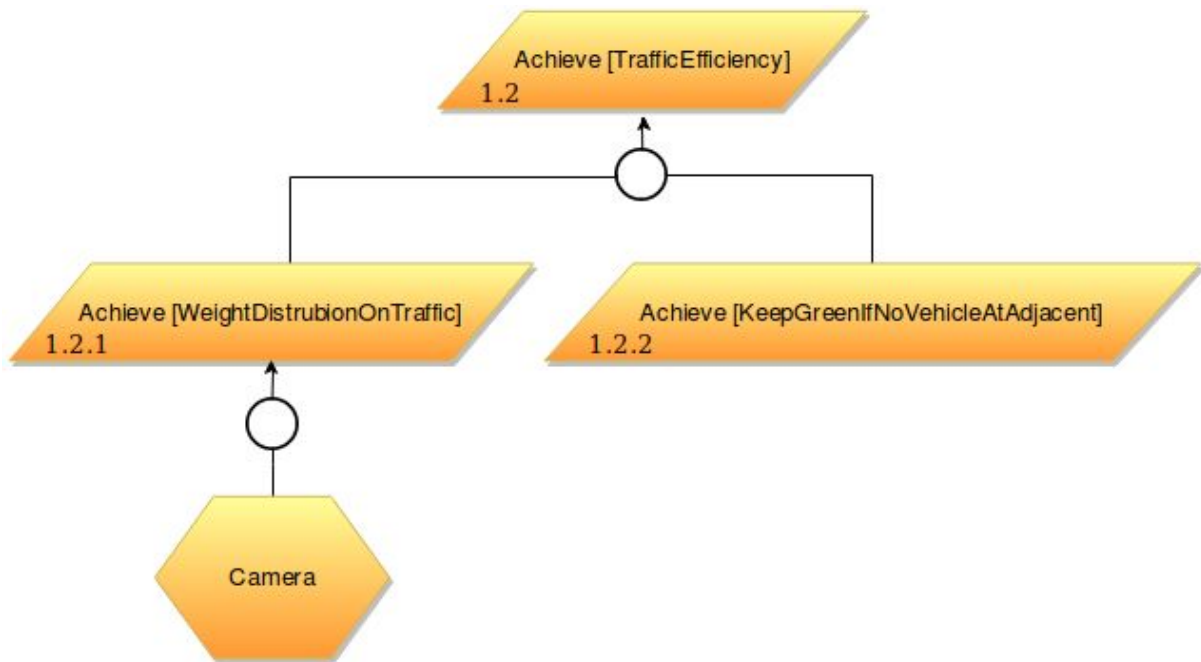 Achieve [TrafficEfficiency]
1.2
Achieve [WeightDistrubionOnTraffic]
1.2.1
Achieve [KeepGreenIfNoVehicleAtAdjacent]
1.2.2
Camera